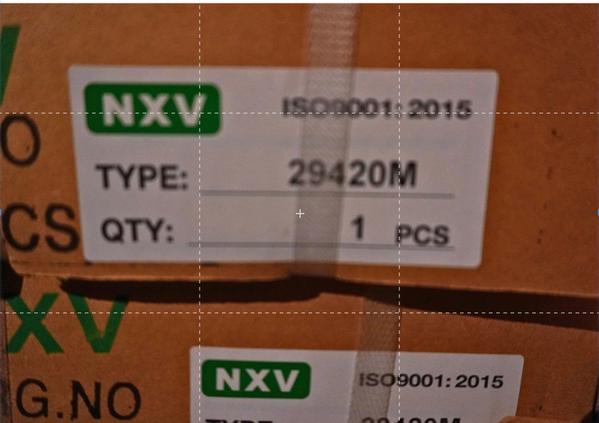 NXV ISO9001:2015
O
TYPE: 29420M
CS
QTY: 1 PCS
XV
NXV ISO9001:2015
G.NO